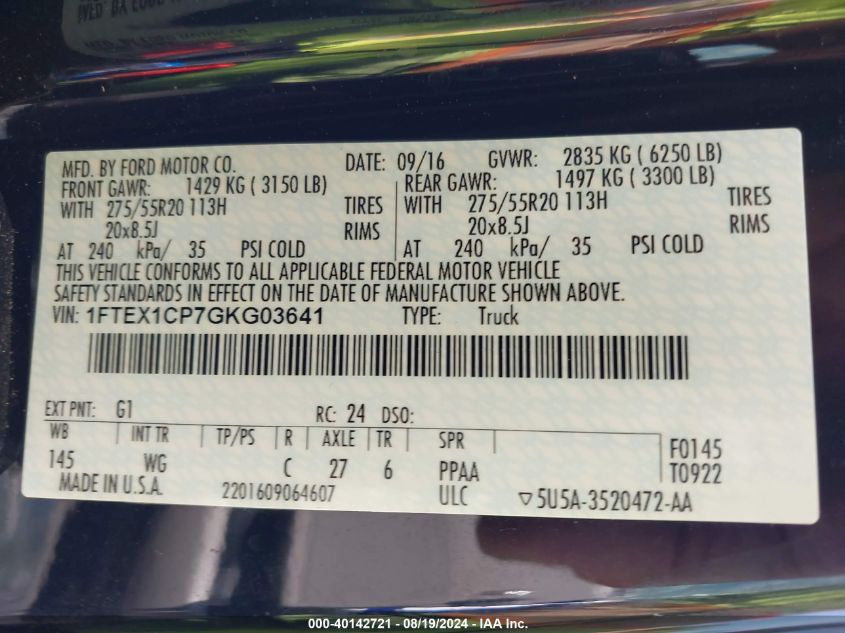 MFD. BY FORD MOTOR CO. DATE: 09/16 GVWR: 2835 KG ( 6250 LB)
FRONT GAWR: 1429 KG ( 3150 LB) REAR GAWR: 1497 KG ( 3300 LB)
WITH 275/55R20 113H TIRES WITH 275/55R20 113H TIRES
20x8.5J RIMS 20x8.5J RIMS
AT 240 kPa/ 35 PSI COLD AT 240 kPa/ 35 PSI COLD
THIS VEHICLE CONFORMS TO ALL APPLICABLE FEDERAL MOTOR VEHICLE
SAFETY STANDARDS IN EFFECT ON THE DATE OF MANUFACTURE SHOWN ABOVE.
VIN: 1FTEX1CP7GKG03641 TYPE: Truck
EXT PNT: G1 RC: 24 DSO:
WB INT TR TP/PS R AXLE TR SPR F0145
145 WG C 27 6 PPAA T0922
MADE IN U.S.A. 2201609064607 ULC ▽5U5A-3520472-AA
000-40142721 - 08/19/2024 - IAA Inc.